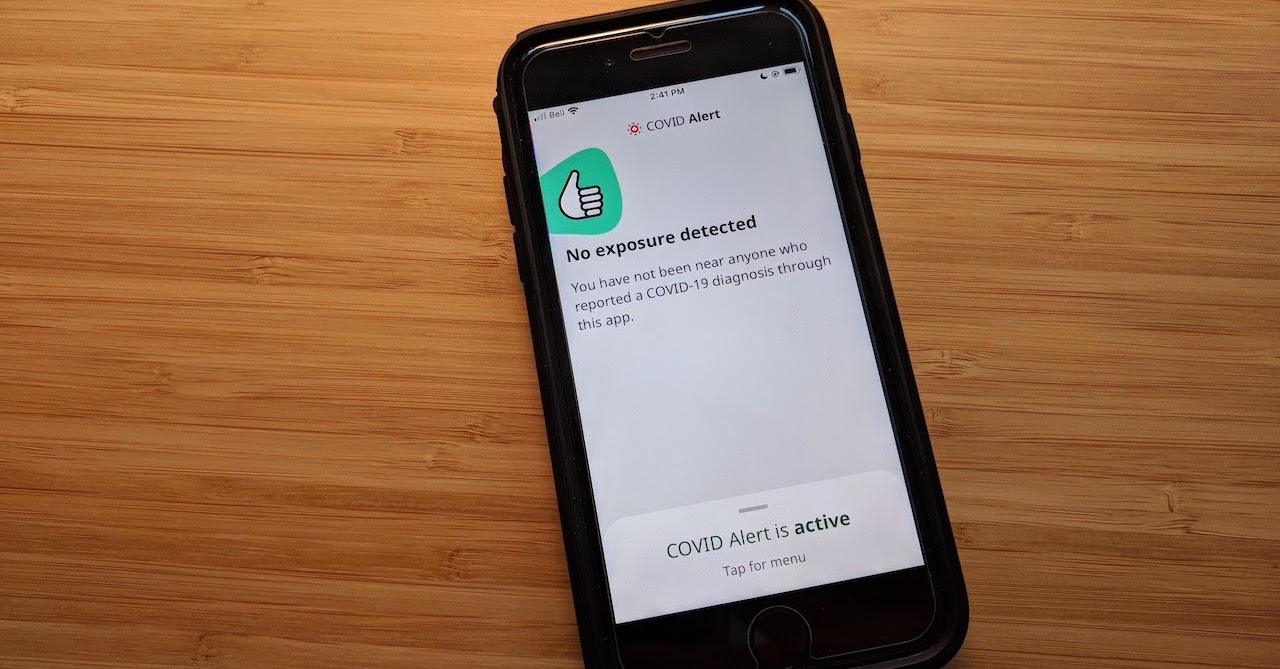 Bell
2:41 PM
COVID Alert
No exposure detected
You have not been near anyone who
reported a COVID-19 diagnosis through
this app.
COVID Alert is active
Tap for menu